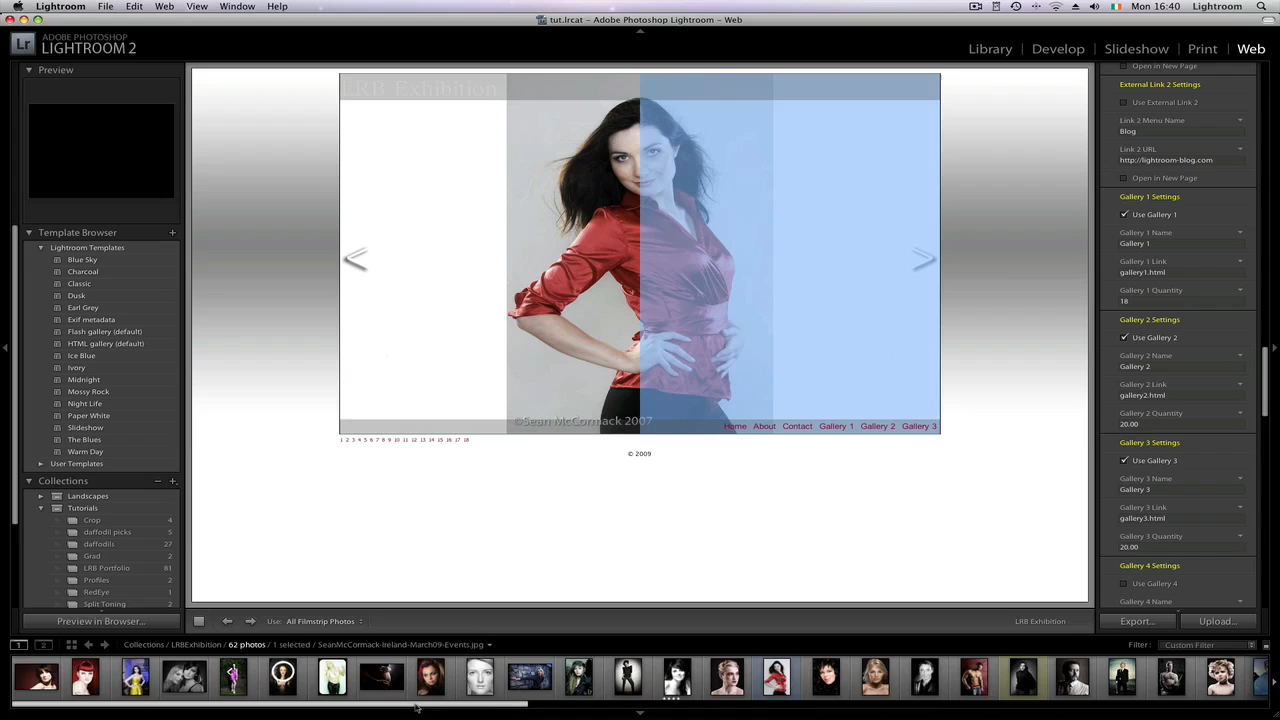 Lightroom File Edit View Window Help
Mon 16:40 Lightroom
tut.lrcat – Adobe Photoshop Lightroom – Web
Lr ADOBE PHOTOSHOP
LIGHTROOM 2
Library | Develop | Slideshow | Print | Web
Preview
Template Browser
Lightroom Templates
Blue Sky
Charcoal
Classic
Dusk
Earl Grey
Exif metadata
Flash gallery (default)
HTML gallery (default)
Ice Blue
Ivory
Midnight
Mossy Rock
Night Life
Paper White
Slideshow
The Blues
Warm Day
User Templates
Collections
Landscapes
Tutorials
Crop 4
daffodil picks 5
daffodils 27
Grad 2
LRB Portfolio 81
Profiles 2
RedEye 1
Split Toning 2
Preview in Browser...
LRB Exhibition
< >
©Sean McCormack 2007
Home About Contact Gallery 1 Gallery 2 Gallery 3
1 2 3 4 5 6 7 8 9 10 11 12 13 14 15 16 17 18
© 2009
Open in New Page
External Link 2 Settings
Use External Link 2
Link 2 Menu Name
Blog
Link 2 URL
http://lightroom-blog.com
Open in New Page
Gallery 1 Settings
Use Gallery 1
Gallery 1 Name
Gallery 1
Gallery 1 Link
gallery1.html
Gallery 1 Quantity
18
Gallery 2 Settings
Use Gallery 2
Gallery 2 Name
Gallery 2
Gallery 2 Link
gallery2.html
Gallery 2 Quantity
20.00
Gallery 3 Settings
Use Gallery 3
Gallery 3 Name
Gallery 3
Gallery 3 Link
gallery3.html
Gallery 3 Quantity
20.00
Gallery 4 Settings
Use Gallery 4
Gallery 4 Name
Use: All Filmstrip Photos
LRB Exhibition
Export... Upload...
1 2 Collections / LRBExhibition / 62 photos / 1 selected / SeanMcCormack-Ireland-March09-Events.jpg
Filter: Custom Filter